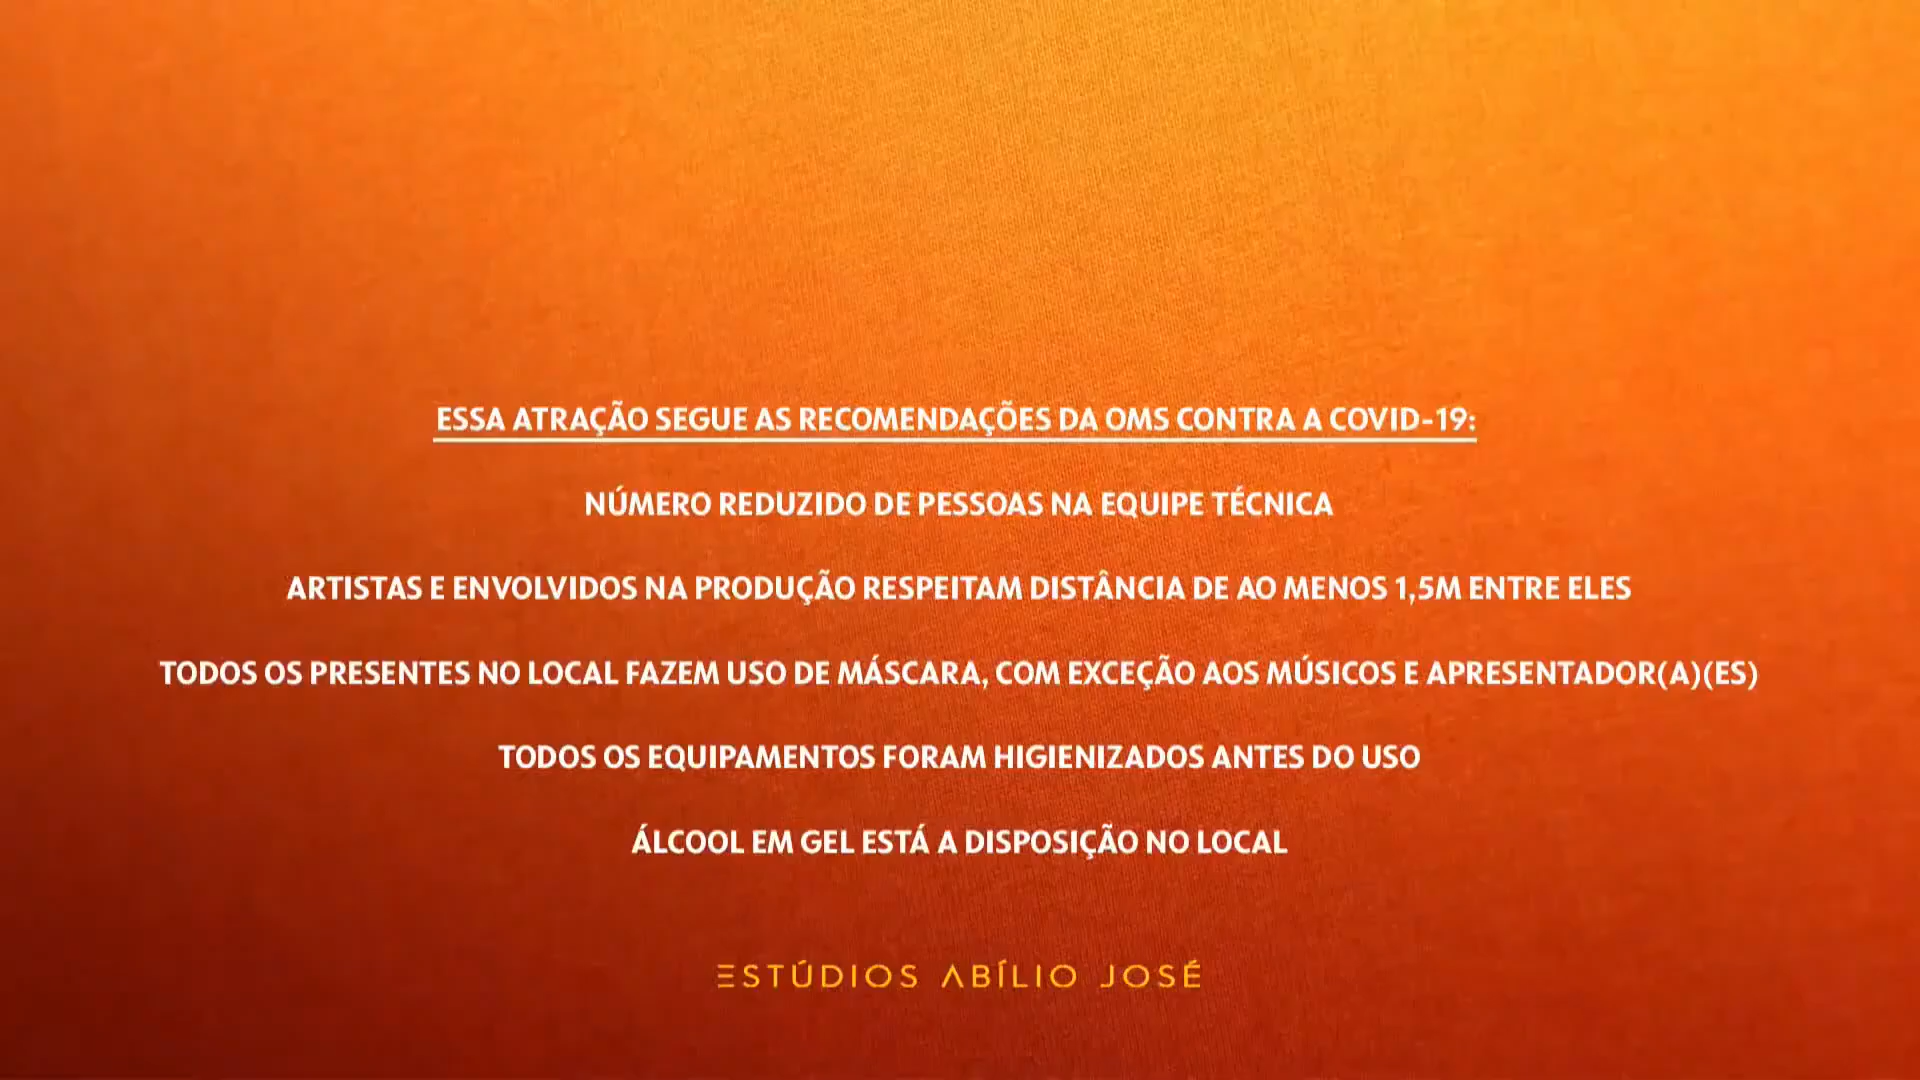 ESSA ATRAÇÃO SEGUE AS RECOMENDAÇÕES DA OMS CONTRA A COVID-19:
NÚMERO REDUZIDO DE PESSOAS NA EQUIPE TÉCNICA
ARTISTAS E ENVOLVIDOS NA PRODUÇÃO RESPEITAM DISTÂNCIA DE AO MENOS 1,5M ENTRE ELES
TODOS OS PRESENTES NO LOCAL FAZEM USO DE MÁSCARA, COM EXCEÇÃO AOS MÚSICOS E APRESENTADOR(A)(ES)
TODOS OS EQUIPAMENTOS FORAM HIGIENIZADOS ANTES DO USO
ÁLCOOL EM GEL ESTÁ A DISPOSIÇÃO NO LOCAL
ESTÚDIOS ABÍLIO JOSÉ